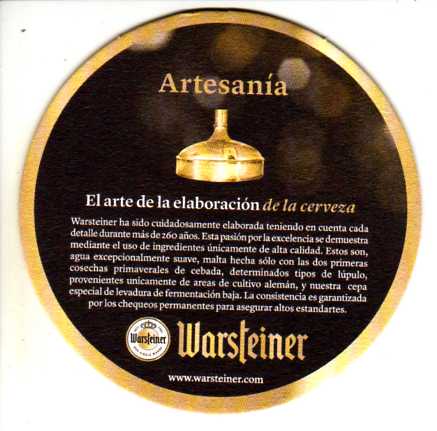 Artesanía
El arte de la elaboración de la cerveza
Warsteiner ha sido cuidadosamente elaborada teniendo en cuenta cada
detalle durante más de 260 años. Esta pasión por la excelencia se demuestra
mediante el uso de ingredientes únicamente de alta calidad. Estos son,
agua excepcionalmente suave, malta hecha sólo con las dos primeras
cosechas primaverales de cebada, determinados tipos de lúpulo,
provenientes unicamente de areas de cultivo alemán, y nuestra cepa
especial de levadura de fermentación baja. La consistencia es garantizada
por los chequeos permanentes para asegurar altos estandartes.
Warsteiner Warsteiner
www.warsteiner.com